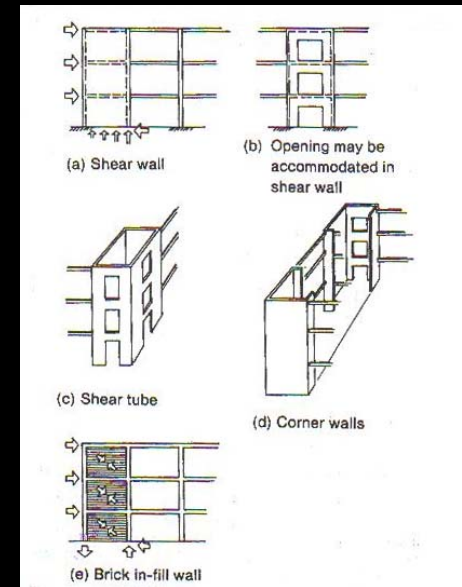 (a) Shear wall
(b) Opening may be
accommodated in
shear wall
(c) Shear tube
(d) Corner walls
(e) Brick in-fill wall